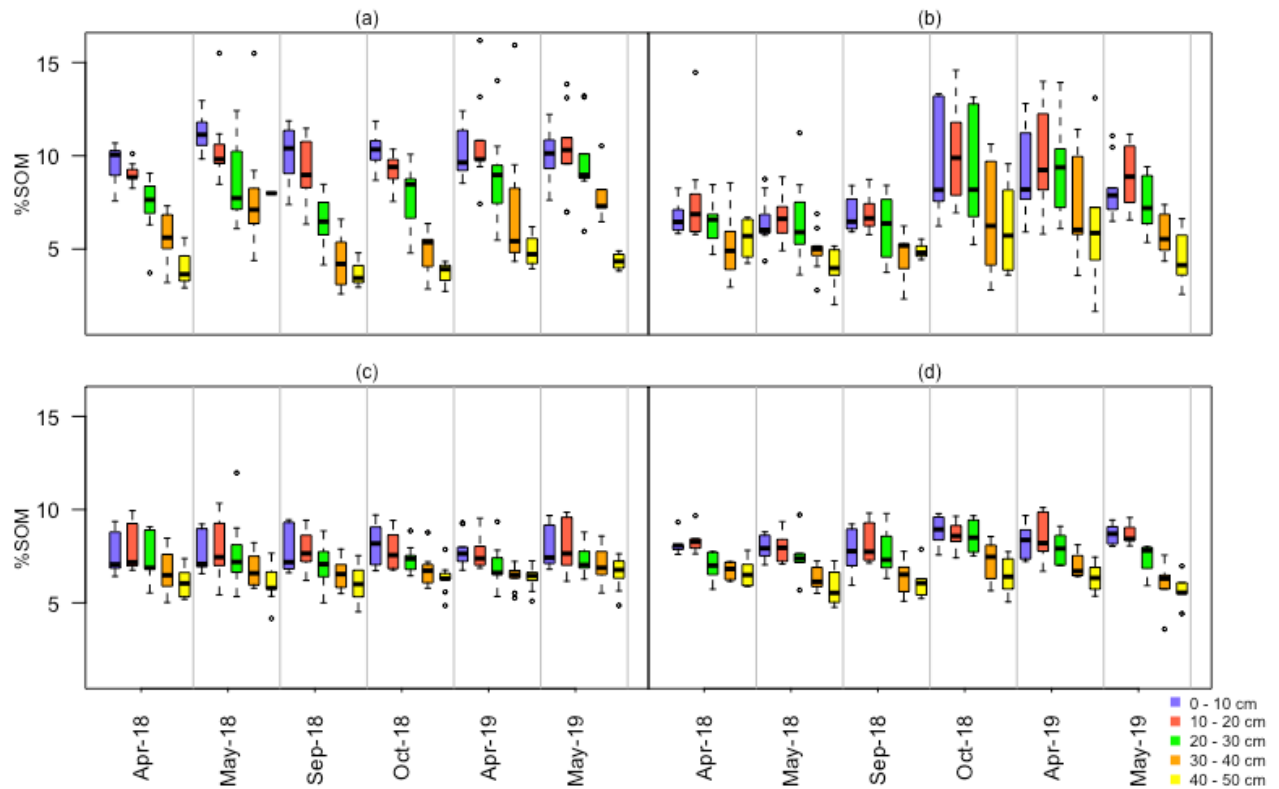 (a) (b)
%SOM
15
10
5
(c) (d)
%SOM
15
10
5
Apr-18 May-18 Sep-18 Oct-18 Apr-19 May-19 Apr-18 May-18 Sep-18 Oct-18 Apr-19 May-19
0 - 10 cm
10 - 20 cm
20 - 30 cm
30 - 40 cm
40 - 50 cm